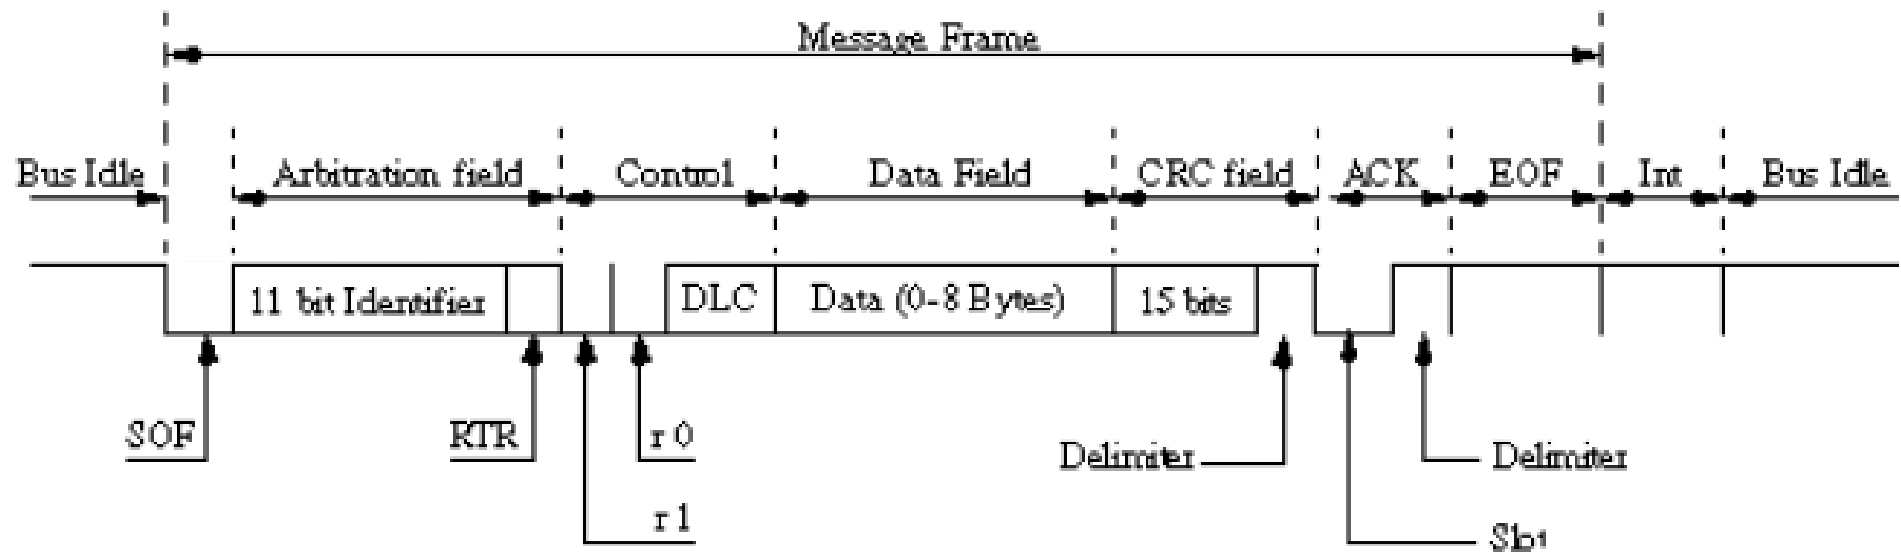 Message Frame
Bus Idle Arbitration field Control Data Field CRC field ACK EOF Int Bus Idle
11 bit Identifier DLC Data (0-8 Bytes) 15 bits
SOF RTR r 0 Delimiter Delimiter
r 1 Slot